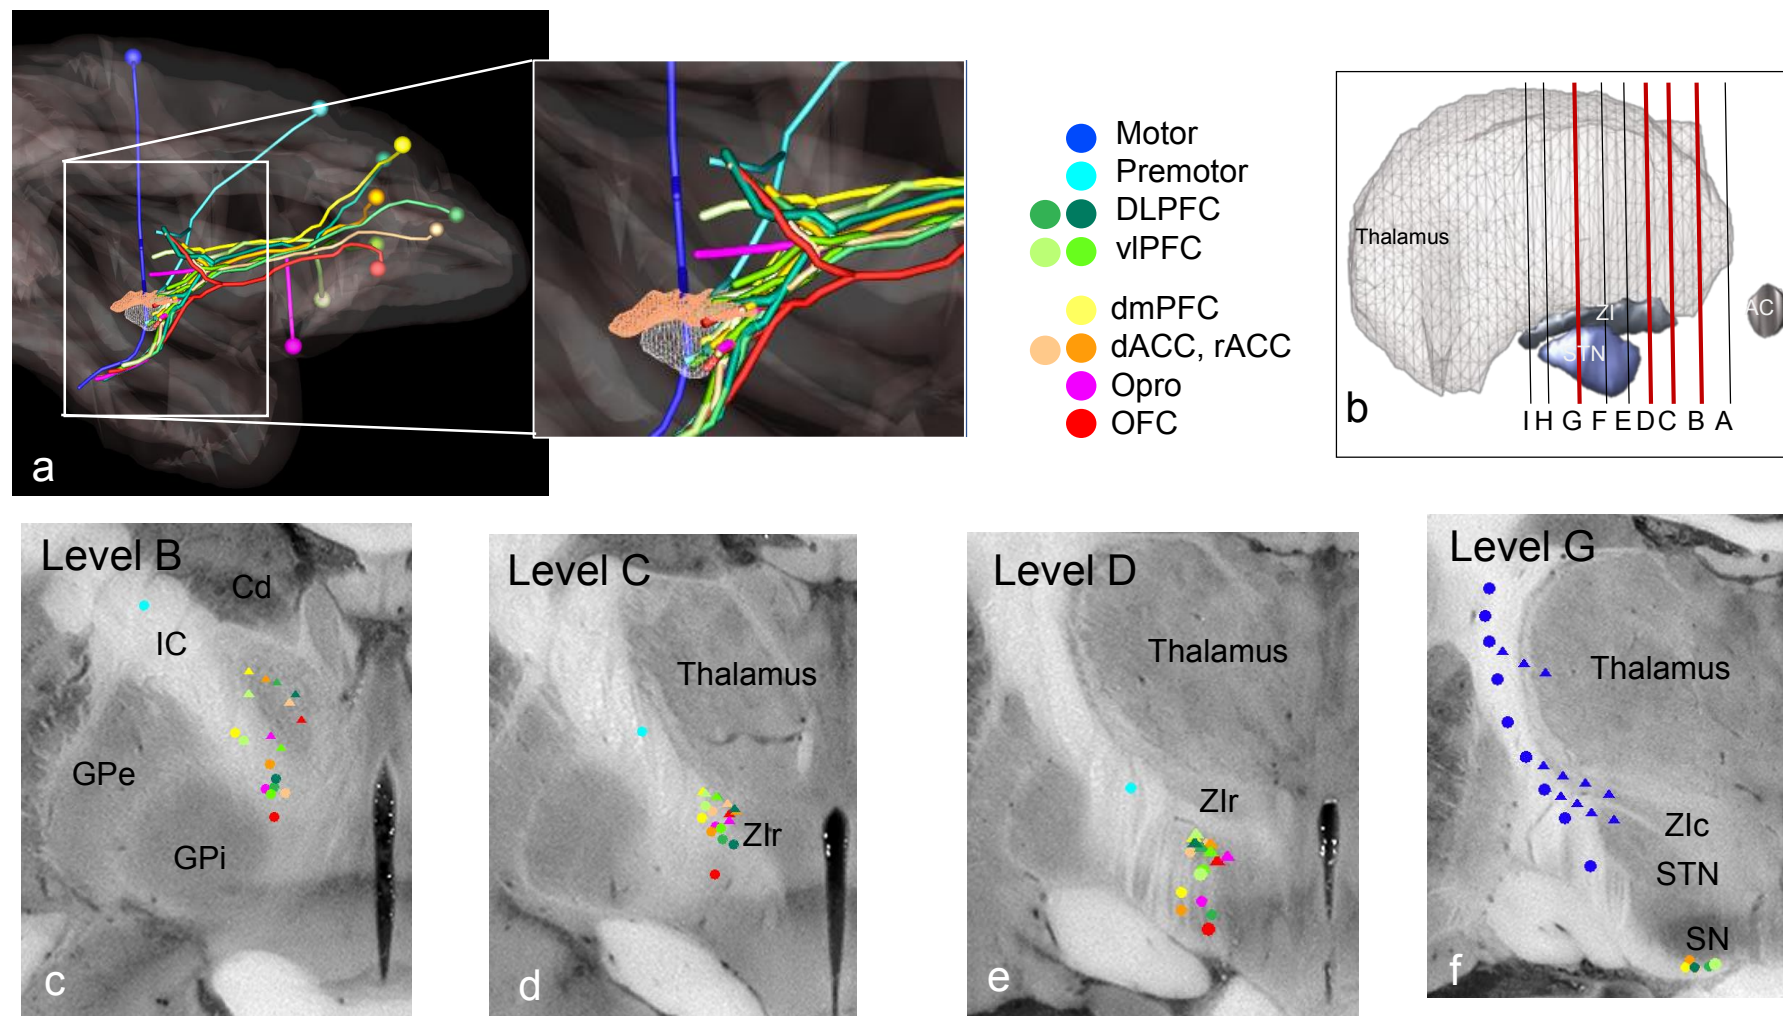 a
Motor
Premotor
DLPFC
vlPFC
dmPFC
dACC, rACC
Opro
OFC
Thalamus
ZI
STN
AC
b
I H G F E D C B A
Level B
Cd
IC
GPe
GPi
c
Level C
Thalamus
ZIr
d
Level D
Thalamus
ZIr
e
Level G
Thalamus
ZIc
STN
SN
f